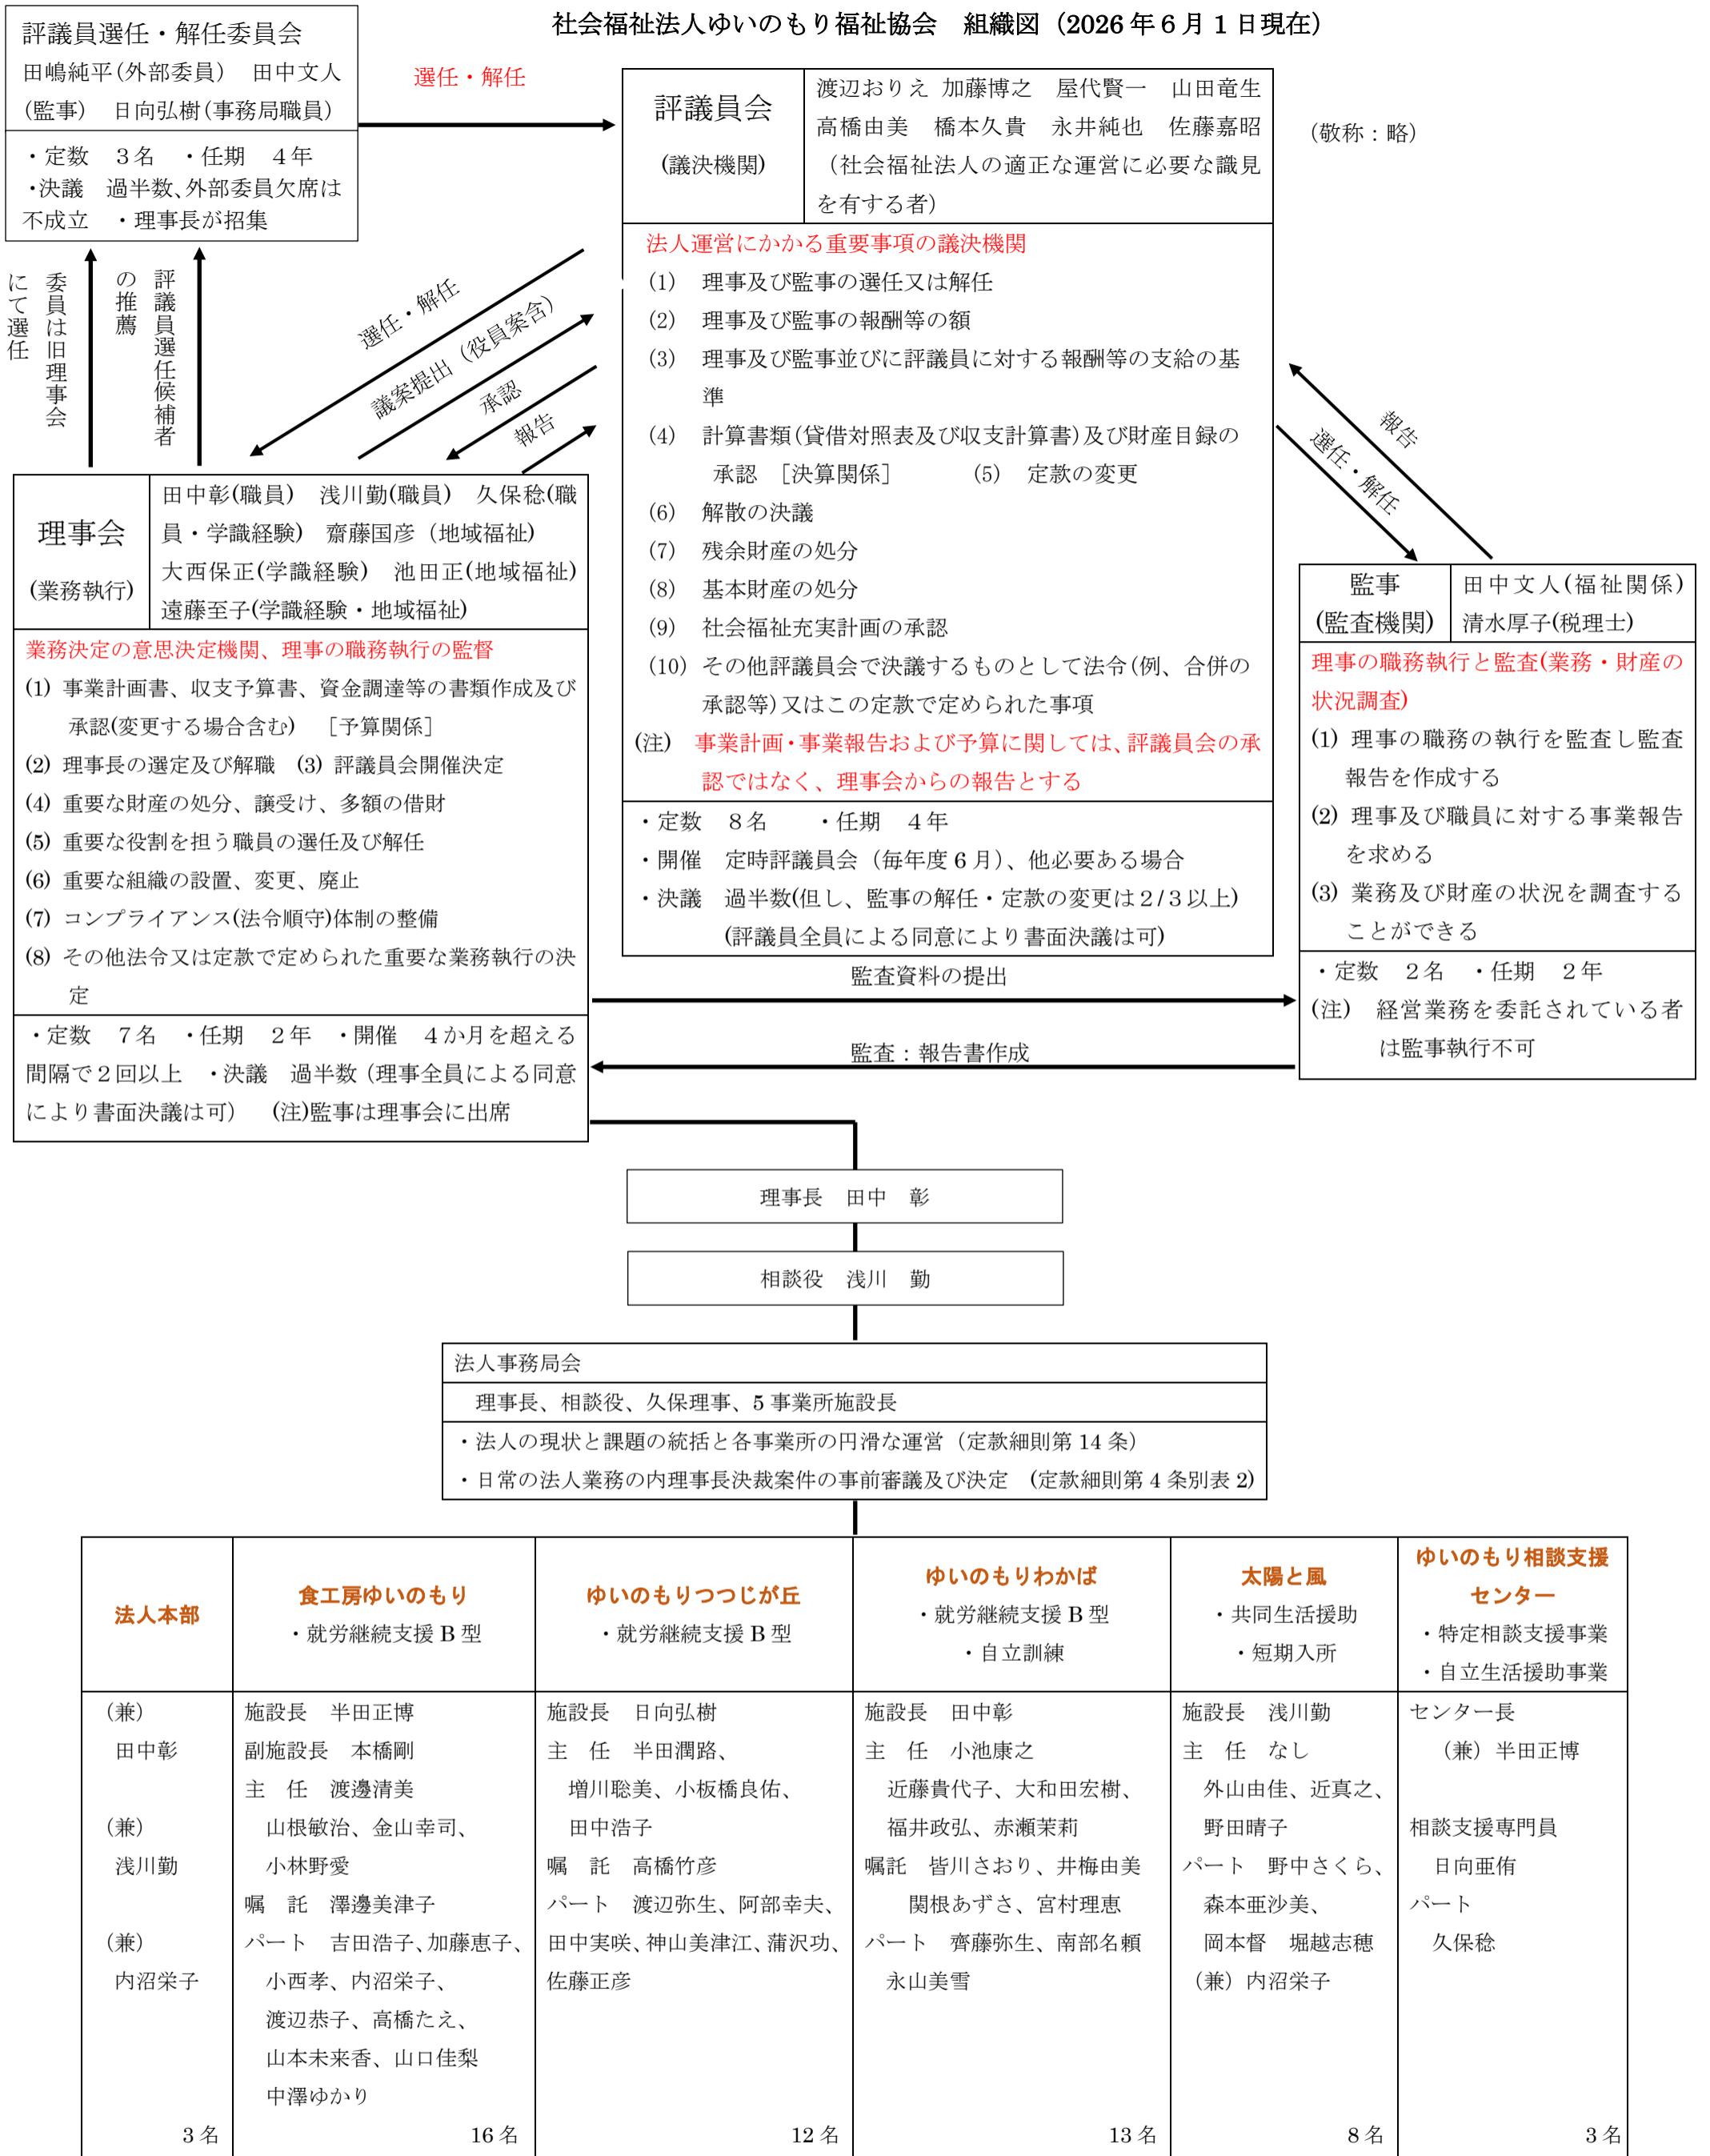 社会福祉法人ゆいのもり福祉協会　組織図（2026年６月１日現在）
評議員選任・解任委員会
田嶋純平(外部委員)　田中文人
(監事)　日向弘樹(事務局職員)
・定数　３名　・任期　４年
・決議　過半数、外部委員欠席は
不成立　・理事長が招集
選任・解任
評議員会
(議決機関)
渡辺おりえ 加藤博之　屋代賢一　山田竜生
高橋由美　橋本久貴　永井純也　佐藤嘉昭
（社会福祉法人の適正な運営に必要な識見
を有する者）
（敬称：略）
法人運営にかかる重要事項の議決機関
(1)　理事及び監事の選任又は解任
(2)　理事及び監事の報酬等の額
(3)　理事及び監事並びに評議員に対する報酬等の支給の基
準
(4)　計算書類(貸借対照表及び収支計算書)及び財産目録の
承認　［決算関係］　　　　(5)　定款の変更
(6)　解散の決議
(7)　残余財産の処分
(8)　基本財産の処分
(9)　社会福祉充実計画の承認
(10) その他評議員会で決議するものとして法令(例、合併の
承認等)又はこの定款で定められた事項
(注)　事業計画・事業報告および予算に関しては、評議員会の承
認ではなく、理事会からの報告とする
・定数　８名　　・任期　４年
・開催　定時評議員会（毎年度6月）、他必要ある場合
・決議　過半数(但し、監事の解任・定款の変更は２/３以上)
(評議員全員による同意により書面決議は可)
委員は旧理事会
にて選任
評議員選任候補者
の推薦
選任・解任
議案提出（役員案含）
承認
報告
報告
選任・解任
理事会
(業務執行)
田中彰(職員)　浅川勤(職員)　久保稔(職
員・学識経験)　齋藤国彦（地域福祉）
大西保正(学識経験)　池田正(地域福祉)
遠藤至子(学識経験・地域福祉)
業務決定の意思決定機関、理事の職務執行の監督
(1) 事業計画書、収支予算書、資金調達等の書類作成及び
承認(変更する場合含む)　［予算関係］
(2) 理事長の選定及び解職　(3) 評議員会開催決定
(4) 重要な財産の処分、譲受け、多額の借財
(5) 重要な役割を担う職員の選任及び解任
(6) 重要な組織の設置、変更、廃止
(7) コンプライアンス(法令順守)体制の整備
(8) その他法令又は定款で定められた重要な業務執行の決
定
・定数　７名　・任期　２年　・開催　４か月を超える
間隔で２回以上　・決議　過半数（理事全員による同意
により書面決議は可）　(注)監事は理事会に出席
監事
(監査機関)
田中文人(福祉関係)
清水厚子(税理士)
理事の職務執行と監査(業務・財産の
状況調査)
(1) 理事の職務の執行を監査し監査
報告を作成する
(2) 理事及び職員に対する事業報告
を求める
(3) 業務及び財産の状況を調査する
ことができる
・定数　２名　・任期　２年
(注)　経営業務を委託されている者
は監事執行不可
監査資料の提出
監査：報告書作成
理事長　田中　彰
相談役　浅川　勤
法人事務局会
理事長、相談役、久保理事、5事業所施設長
・法人の現状と課題の統括と各事業所の円滑な運営（定款細則第14条）
・日常の法人業務の内理事長決裁案件の事前審議及び決定　(定款細則第4条別表2)
法人本部
（兼）
田中彰
（兼）
浅川勤
（兼）
内沼栄子
3名
食工房ゆいのもり
・就労継続支援B型
施設長　半田正博
副施設長　本橋剛
主　任　渡邊清美
山根敏治、金山幸司、
小林野愛
嘱　託　澤邊美津子
パート　吉田浩子、加藤恵子、
小西孝、内沼栄子、
渡辺恭子、高橋たえ、
山本未来香、山口佳梨
中澤ゆかり
16名
ゆいのもりつつじが丘
・就労継続支援B型
施設長　日向弘樹
主　任　半田潤路、
増川聡美、小板橋良佑、
田中浩子
嘱　託　高橋竹彦
パート　渡辺弥生、阿部幸夫、
田中実咲、神山美津江、蒲沢功、
佐藤正彦
12名
ゆいのもりわかば
・就労継続支援B型
・自立訓練
施設長　田中彰
主　任　小池康之
近藤貴代子、大和田宏樹、
福井政弘、赤瀬茉莉
嘱託　皆川さおり、井梅由美
関根あずさ、宮村理恵
パート　齊藤弥生、南部名頼
永山美雪
13名
太陽と風
・共同生活援助
・短期入所
施設長　浅川勤
主　任　なし
外山由佳、近真之、
野田晴子
パート　野中さくら、
森本亜沙美、
岡本督　堀越志穂
（兼）内沼栄子
8名
ゆいのもり相談支援
センター
・特定相談支援事業
・自立生活援助事業
センター長
（兼）半田正博
相談支援専門員
日向亜侑
パート
久保稔
3名